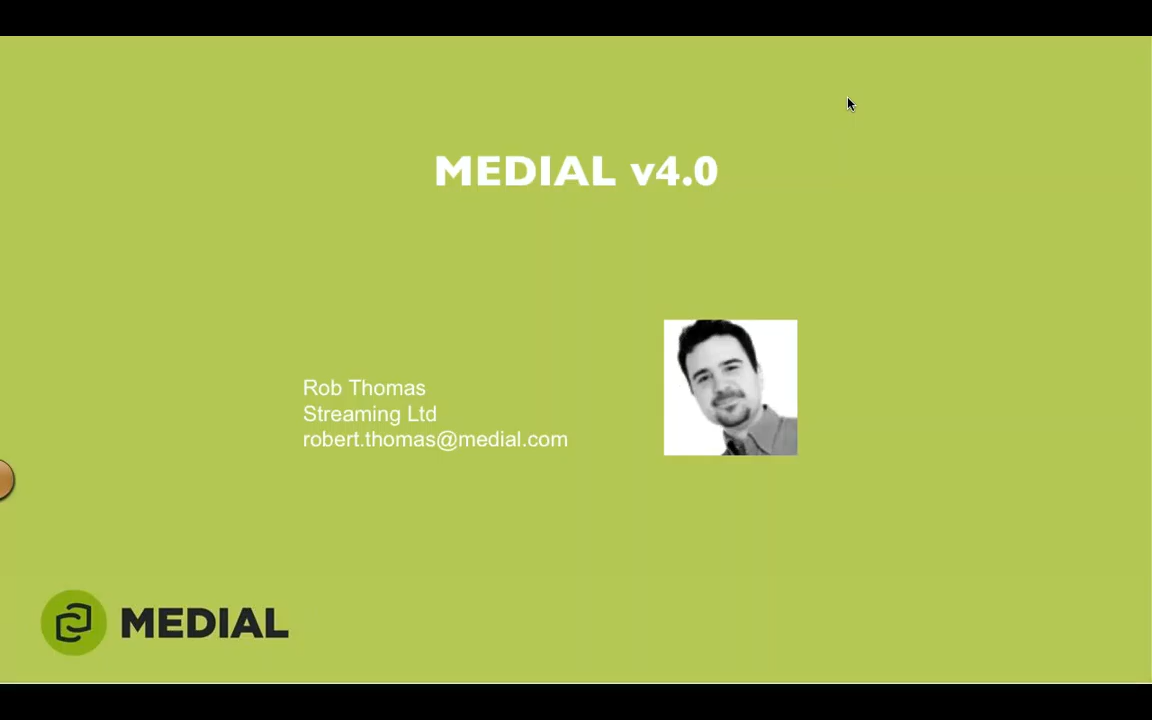 MEDIAL v4.0
Rob Thomas
Streaming Ltd
robert.thomas@medial.com
MEDIAL